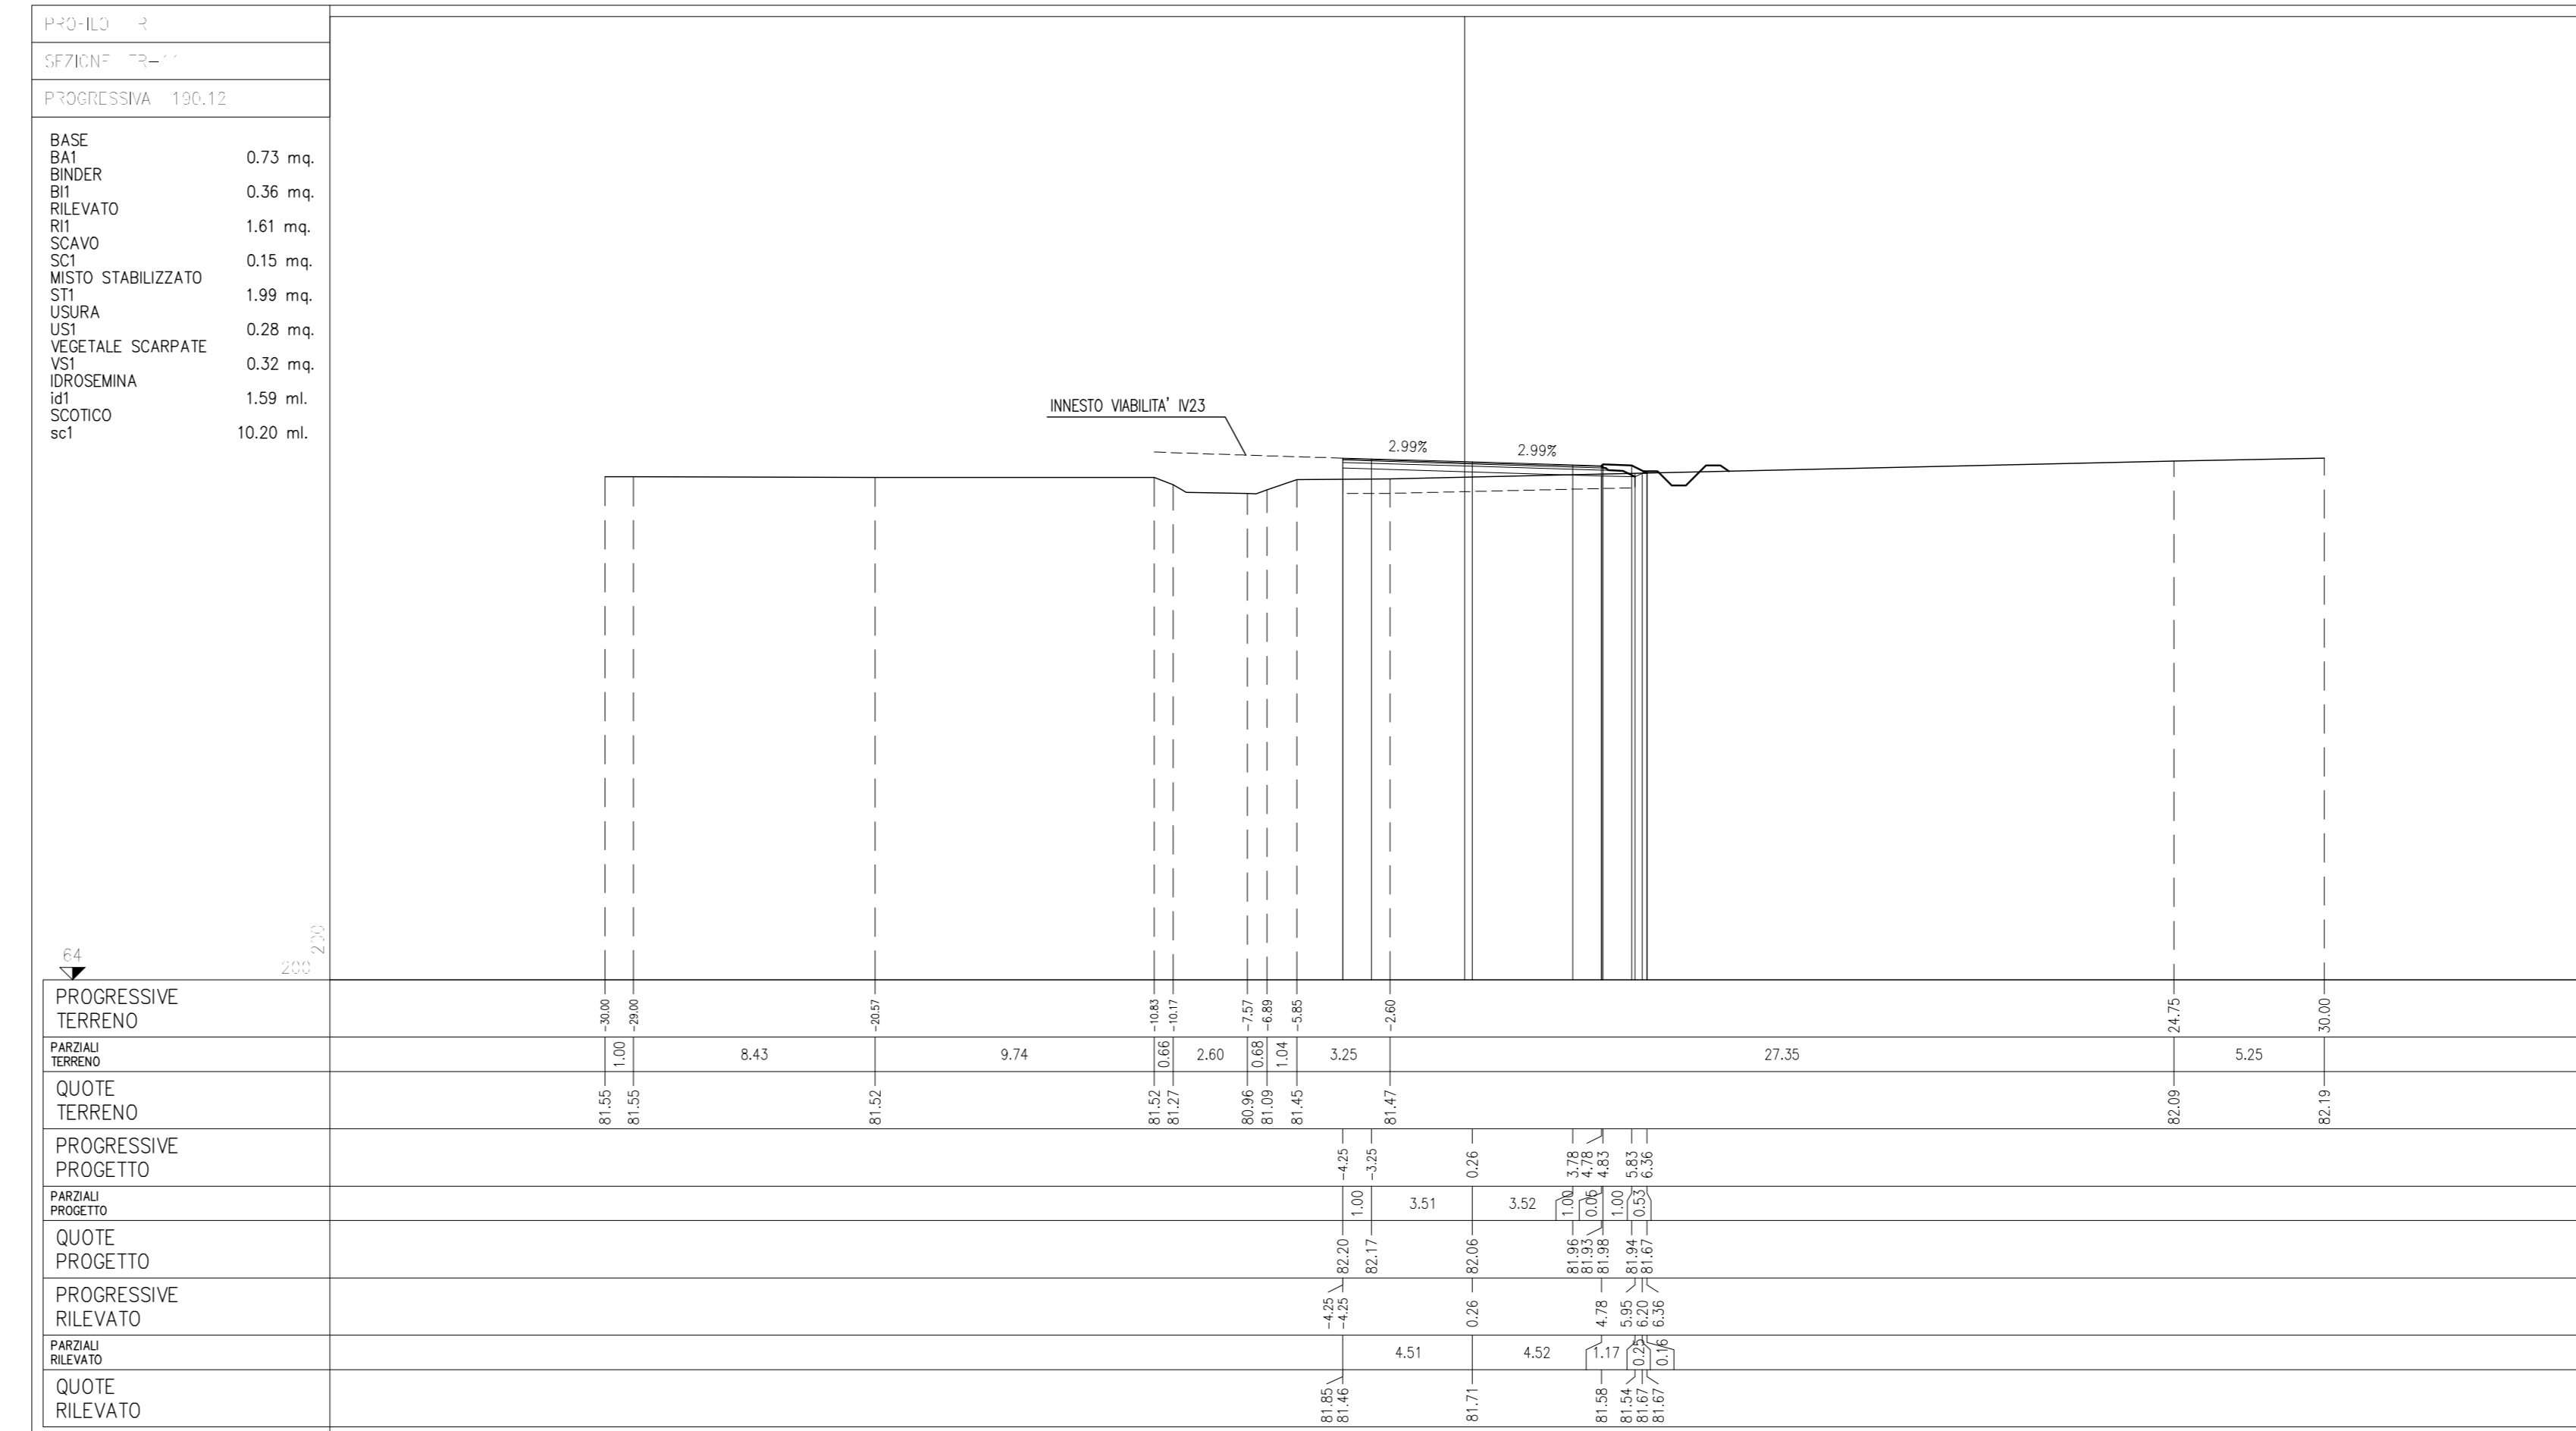 PROFILO
SEZIONE
PROGRESSIVA 190.12
BASE
BA1 0.73 mq.
BINDER
BI1 0.36 mq.
RILEVATO
RI1 1.61 mq.
SCAVO
SC1 0.15 mq.
MISTO STABILIZZATO
ST1 1.99 mq.
USURA
US1 0.28 mq.
VEGETALE SCARPATE
VS1 0.32 mq.
IDROSEMINA
id1 1.59 ml.
SCOTICO
sc1 10.20 ml.
INNESTO VIABILITA' IV23
2.99% 2.99%
64 200 200
PROGRESSIVE
TERRENO
-30.00 -29.00 -20.57 -10.83 -10.17 -7.57 -6.89 -5.85 -2.60 24.75 30.00
PARZIALI
TERRENO
1.00 8.43 9.74 0.66 2.60 0.68 1.04 3.25 27.35 5.25
QUOTE
TERRENO
81.55 81.55 81.52 81.52 81.27 80.96 81.09 81.45 81.47 82.09 82.19
PROGRESSIVE
PROGETTO
-4.25 -3.25 0.26 3.78 4.78 4.83 5.83 6.36
PARZIALI
PROGETTO
1.00 3.51 3.52 1.00 0.05 1.00 0.53
QUOTE
PROGETTO
82.20 82.17 82.06 81.96 81.93 81.98 81.94 81.67
PROGRESSIVE
RILEVATO
-4.25 -4.25 0.26 4.78 5.95 6.20 6.36
PARZIALI
RILEVATO
4.51 4.52 1.17 0.25 0.16
QUOTE
RILEVATO
81.85 81.46 81.71 81.58 81.54 81.67 81.67